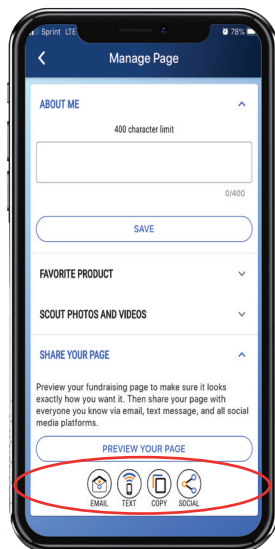 Sprint LTE 78%
Manage Page
ABOUT ME
400 character limit
0/400
SAVE
FAVORITE PRODUCT
SCOUT PHOTOS AND VIDEOS
SHARE YOUR PAGE
Preview your fundraising page to make sure it looks
exactly how you want it. Then share your page with
everyone you know via email, text message, and all social
media platforms.
PREVIEW YOUR PAGE
EMAIL TEXT COPY SOCIAL